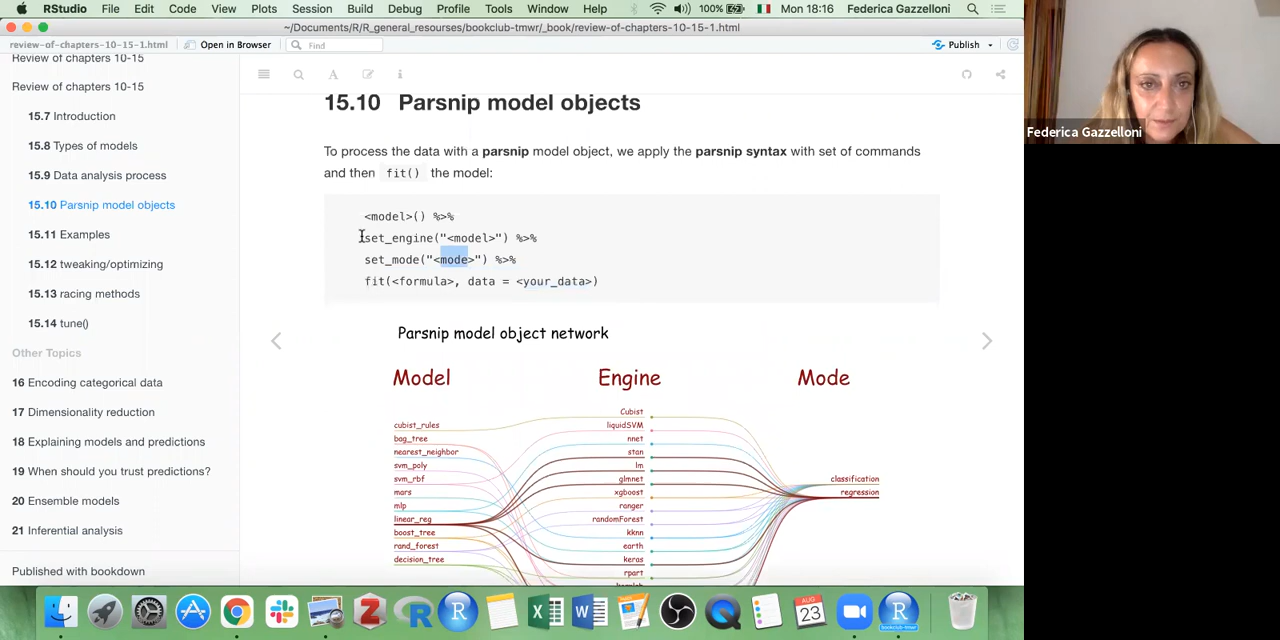 RStudio File Edit Code View Plots Session Build Debug Profile Tools Window Help 100% Mon 18:16 Federica Gazzelloni
~/Documents/R/R_general_resourses/bookclub-tmwr/_book/review-of-chapters-10-15-1.html
review-of-chapters-10-15-1.html Open in Browser Find Publish
Review of chapters 10-15
Review of chapters 10-15
15.7 Introduction
15.8 Types of models
15.9 Data analysis process
15.10 Parsnip model objects
15.11 Examples
15.12 tweaking/optimizing
15.13 racing methods
15.14 tune()
Other Topics
16 Encoding categorical data
17 Dimensionality reduction
18 Explaining models and predictions
19 When should you trust predictions?
20 Ensemble models
21 Inferential analysis
Published with bookdown
15.10 Parsnip model objects
To process the data with a parsnip model object, we apply the parsnip syntax with set of commands
and then fit() the model:
<model>() %>%
set_engine("<model>") %>%
set_mode("<mode>") %>%
fit(<formula>, data = <your_data>)
Parsnip model object network
Model Engine Mode
cubist_rules
bag_tree
nearest_neighbor
svm_poly
svm_rbf
mars
mlp
linear_reg
boost_tree
rand_forest
decision_tree
Cubist
liquidSVM
nnet
stan
lm
glmnet
xgboost
ranger
randomForest
kknn
earth
keras
rpart
classification
regression
Federica Gazzelloni
AUG
23
bookclub-tmwr